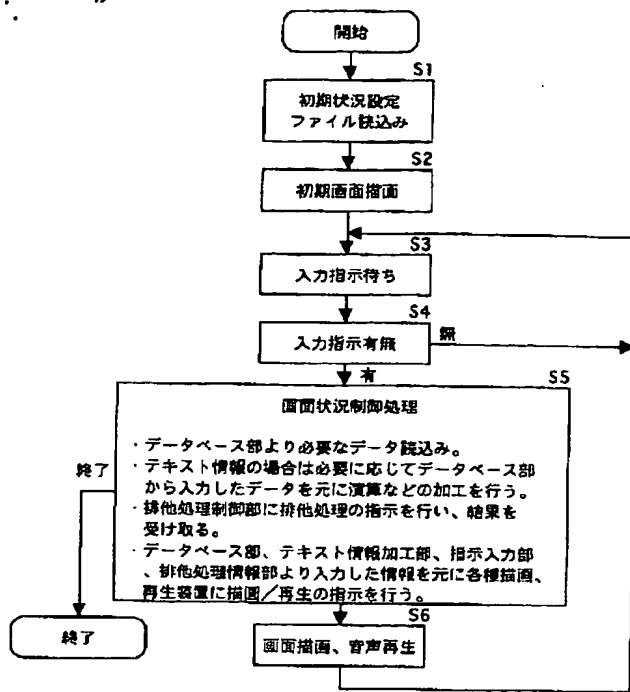 開始
S1
初期状況設定
ファイル読込み
S2
初期画面描画
S3
入力指示待ち
S4
入力指示有無
無
有
S5
画面状況制御処理
・データベース部より必要なデータ読込み。
・テキスト情報の場合は必要に応じてデータベース部
から入力したデータを元に演算などの加工を行う。
・排他処理制御部に排他処理の指示を行い、結果を
受け取る。
・データベース部、テキスト情報加工部、指示入力部
、排他処理情報部より入力した情報を元に各種描画、
再生装置に描画／再生の指示を行う。
終了
終了
S6
画面描画、音声再生